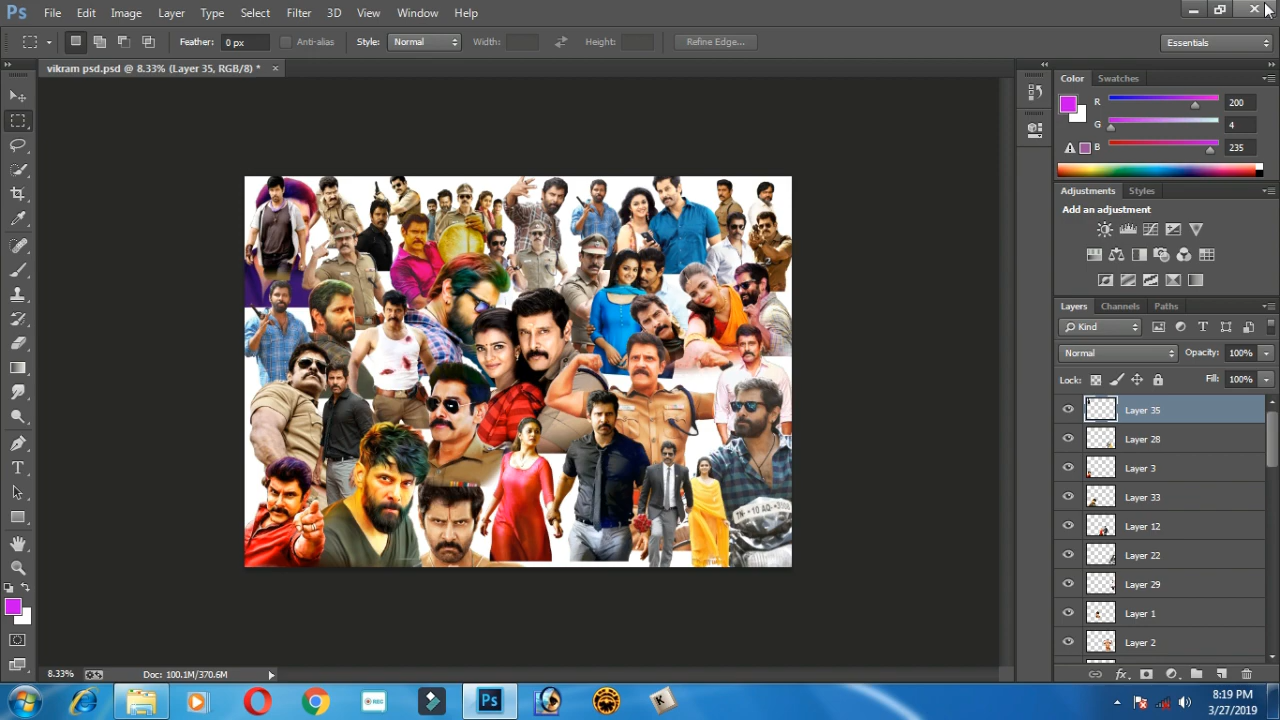 Ps File Edit Image Layer Type Select Filter 3D View Window Help
Feather: 0 px Anti-alias Style: Normal Width: Height: Refine Edge... Essentials
vikram psd.psd @ 8.33% (Layer 35, RGB/8) * ×
Color Swatches
R 200
G 4
B 235
Adjustments Styles
Add an adjustment
Layers Channels Paths
Kind
Normal Opacity: 100%
Lock: Fill: 100%
Layer 35
Layer 28
Layer 3
Layer 33
Layer 12
Layer 22
Layer 29
Layer 1
Layer 2
8.33% Doc: 100.1M/370.6M
Ps K
8:19 PM
3/27/2019